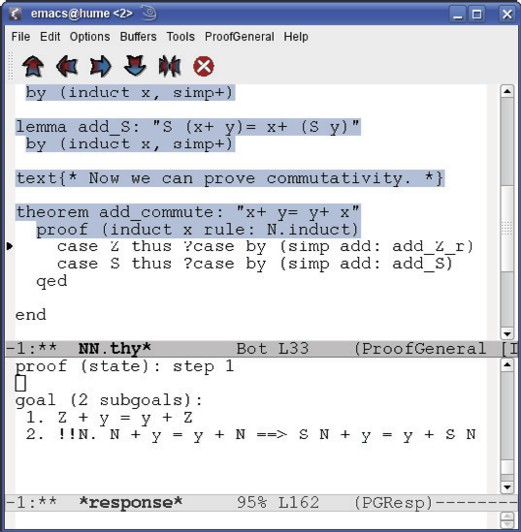 emacs@hume <2>
File Edit Options Buffers Tools ProofGeneral Help
by (induct x, simp+)
lemma add_S: "S (x+ y)= x+ (S y)"
by (induct x, simp+)
text{* Now we can prove commutativity. *}
theorem add_commute: "x+ y= y+ x"
proof (induct x rule: N.induct)
case Z thus ?case by (simp add: add_Z_r)
case S thus ?case by (simp add: add_S)
qed
end
-1:** NN.thy* Bot L33 (ProofGeneral [I
proof (state): step 1
goal (2 subgoals):
1. Z + y = y + Z
2. !!N. N + y = y + N ==> S N + y = y + S N
-1:** *response* 95% L162 (PGResp)--------